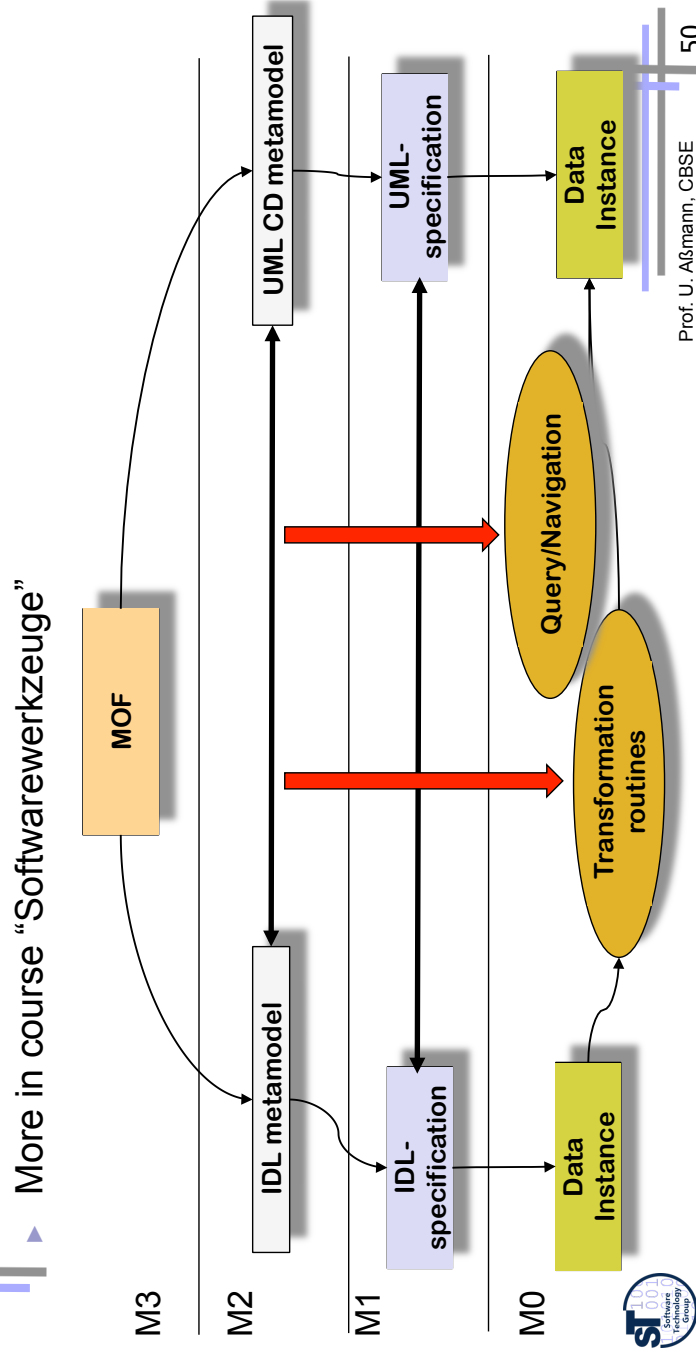 More in course “Softwarewerkzeuge”
M3
MOF
M2
IDL metamodel
UML CD metamodel
M1
IDL-
specification
UML-
specification
M0
Data
Instance
Transformation
routines
Query/Navigation
Data
Instance
ST
Software
Technology
Group
Prof. U. Aßmann, CBSE
50